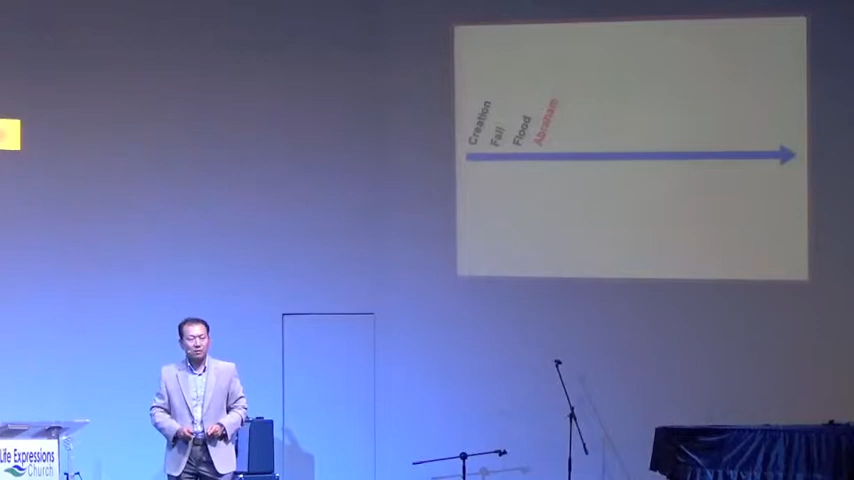 Creation
Fall
Flood
Abraham
Life Expressions
Church